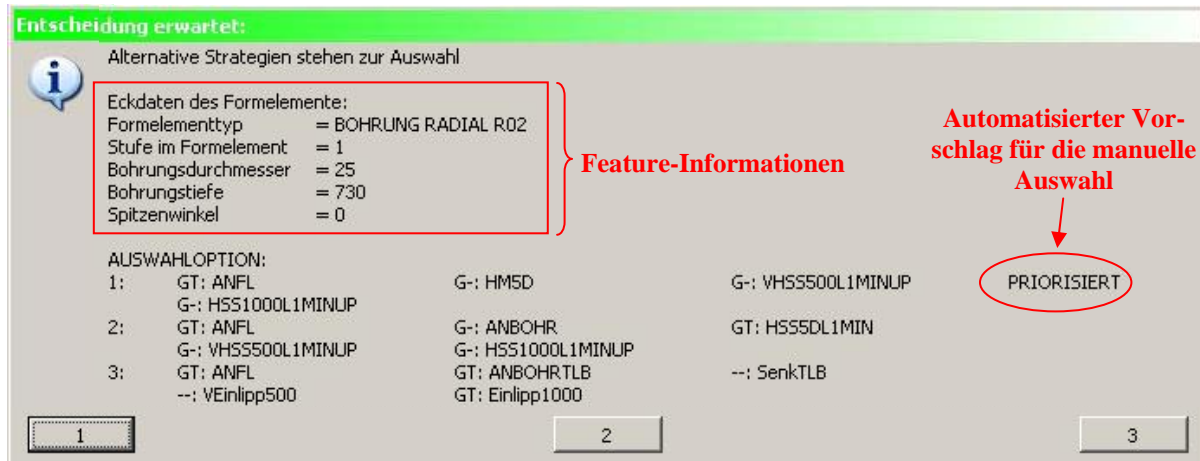 Entscheidung erwartet:
Alternative Strategien stehen zur Auswahl
Eckdaten des Formelemente:
Formelementtyp = BOHRUNG RADIAL R02
Stufe im Formelement = 1
Bohrungsdurchmesser = 25
Bohrungstiefe = 730
Spitzenwinkel = 0
Feature-Informationen
Automatisierter Vor-
schlag für die manuelle
Auswahl
AUSWAHLOPTION:
1: GT: ANFL G-: HM5D G-: VHSS500L1MINUP PRIORISIERT
G-: HSS1000L1MINUP
2: GT: ANFL G-: ANBOHR GT: HSS5DL1MIN
G-: VHSS500L1MINUP G-: HSS1000L1MINUP
3: GT: ANFL GT: ANBOHRTLB --: SenkTLB
--: VEinlipp500 GT: Einlipp1000
1 2 3